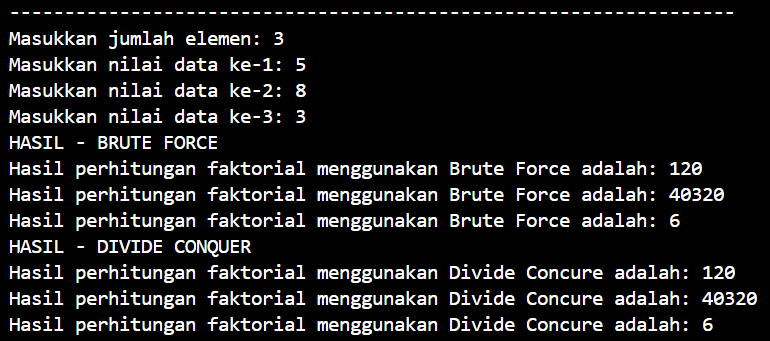 ------------------------------------------------------------------
Masukkan jumlah elemen: 3
Masukkan nilai data ke-1: 5
Masukkan nilai data ke-2: 8
Masukkan nilai data ke-3: 3
HASIL - BRUTE FORCE
Hasil perhitungan faktorial menggunakan Brute Force adalah: 120
Hasil perhitungan faktorial menggunakan Brute Force adalah: 40320
Hasil perhitungan faktorial menggunakan Brute Force adalah: 6
HASIL - DIVIDE CONQUER
Hasil perhitungan faktorial menggunakan Divide Concure adalah: 120
Hasil perhitungan faktorial menggunakan Divide Concure adalah: 40320
Hasil perhitungan faktorial menggunakan Divide Concure adalah: 6